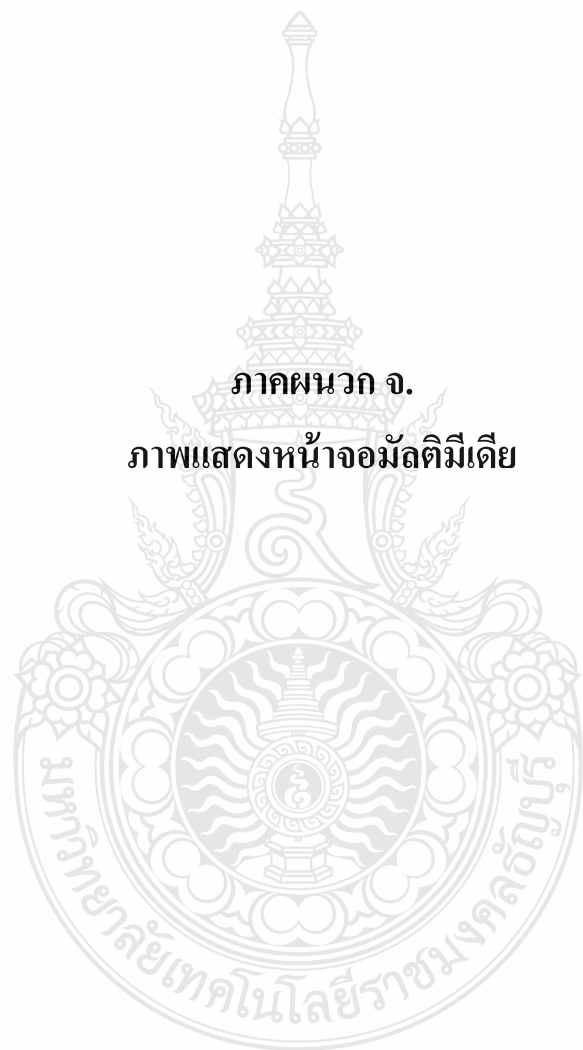 ภาคผนวก จ.
ภาพแสดงหน้าจอมัลติมีเดีย
มหาวิทยาลัยเทคโนโลยีราชมงคลธัญบุรี